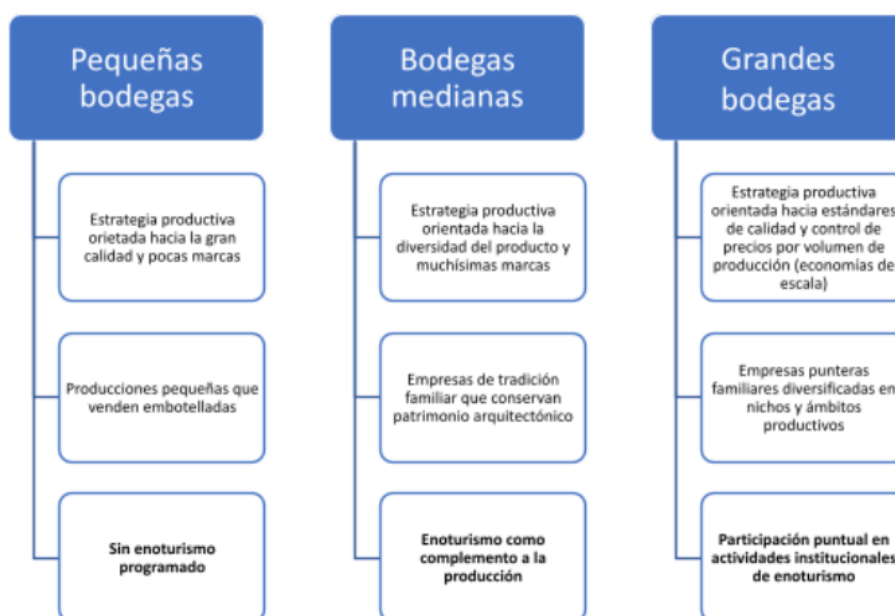 Pequeñas
bodegas
Estrategia productiva
orietada hacia la gran
calidad y pocas marcas
Producciones pequeñas que
venden embotelladas
Sin enoturismo
programado
Bodegas
medianas
Estrategia productiva
orientada hacia la
diversidad del producto y
muchísimas marcas
Empresas de tradición
familiar que conservan
patrimonio arquitectónico
Enoturismo como
complemento a la
producción
Grandes
bodegas
Estrategia productiva
orientada hacia estándares
de calidad y control de
precios por volumen de
producción (economías de
escala)
Empresas punteras
familiares diversificadas en
nichos y ámbitos
productivos
Participación puntual en
actividades institucionales
de enoturismo